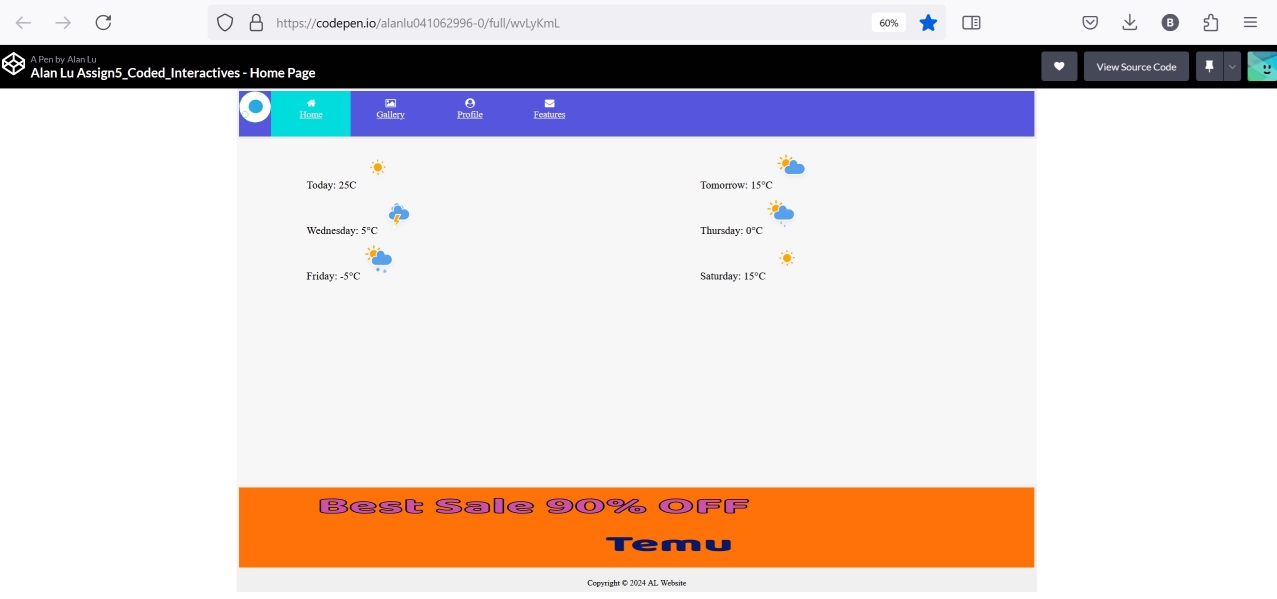 https://codepen.io/alanlu041062996-0/full/wvLyKmL
60%
B
A Pen by Alan Lu
Alan Lu Assign5_Coded_Interactives - Home Page
View Source Code
Home
Gallery
Profile
Features
Today: 25C
Tomorrow: 15°C
Wednesday: 5°C
Thursday: 0°C
Friday: -5°C
Saturday: 15°C
Best Sale 90% OFF
Temu
Copyright © 2024 AL Website